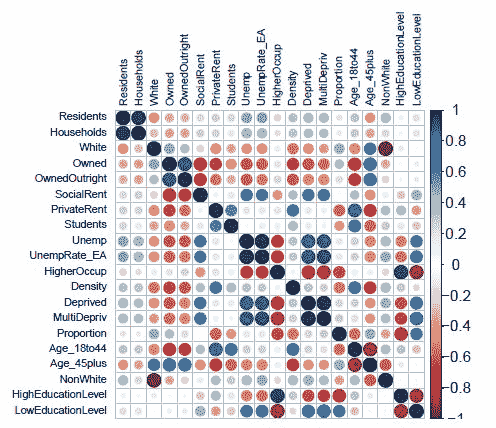 Residents
Households
White
Owned
OwnedOutright
SocialRent
PrivateRent
Students
Unemp
UnempRate_EA
HigherOccup
Density
Deprived
MultiDepriv
Proportion
Age_18to44
Age_45plus
NonWhite
HighEducationLevel
LowEducationLevel
Residents
Households
White
Owned
OwnedOutright
SocialRent
PrivateRent
Students
Unemp
UnempRate_EA
HigherOccup
Density
Deprived
MultiDepriv
Proportion
Age_18to44
Age_45plus
NonWhite
HighEducationLevel
LowEducationLevel
1
0.8
0.6
0.4
0.2
0
-0.2
-0.4
-0.6
-0.8
-1